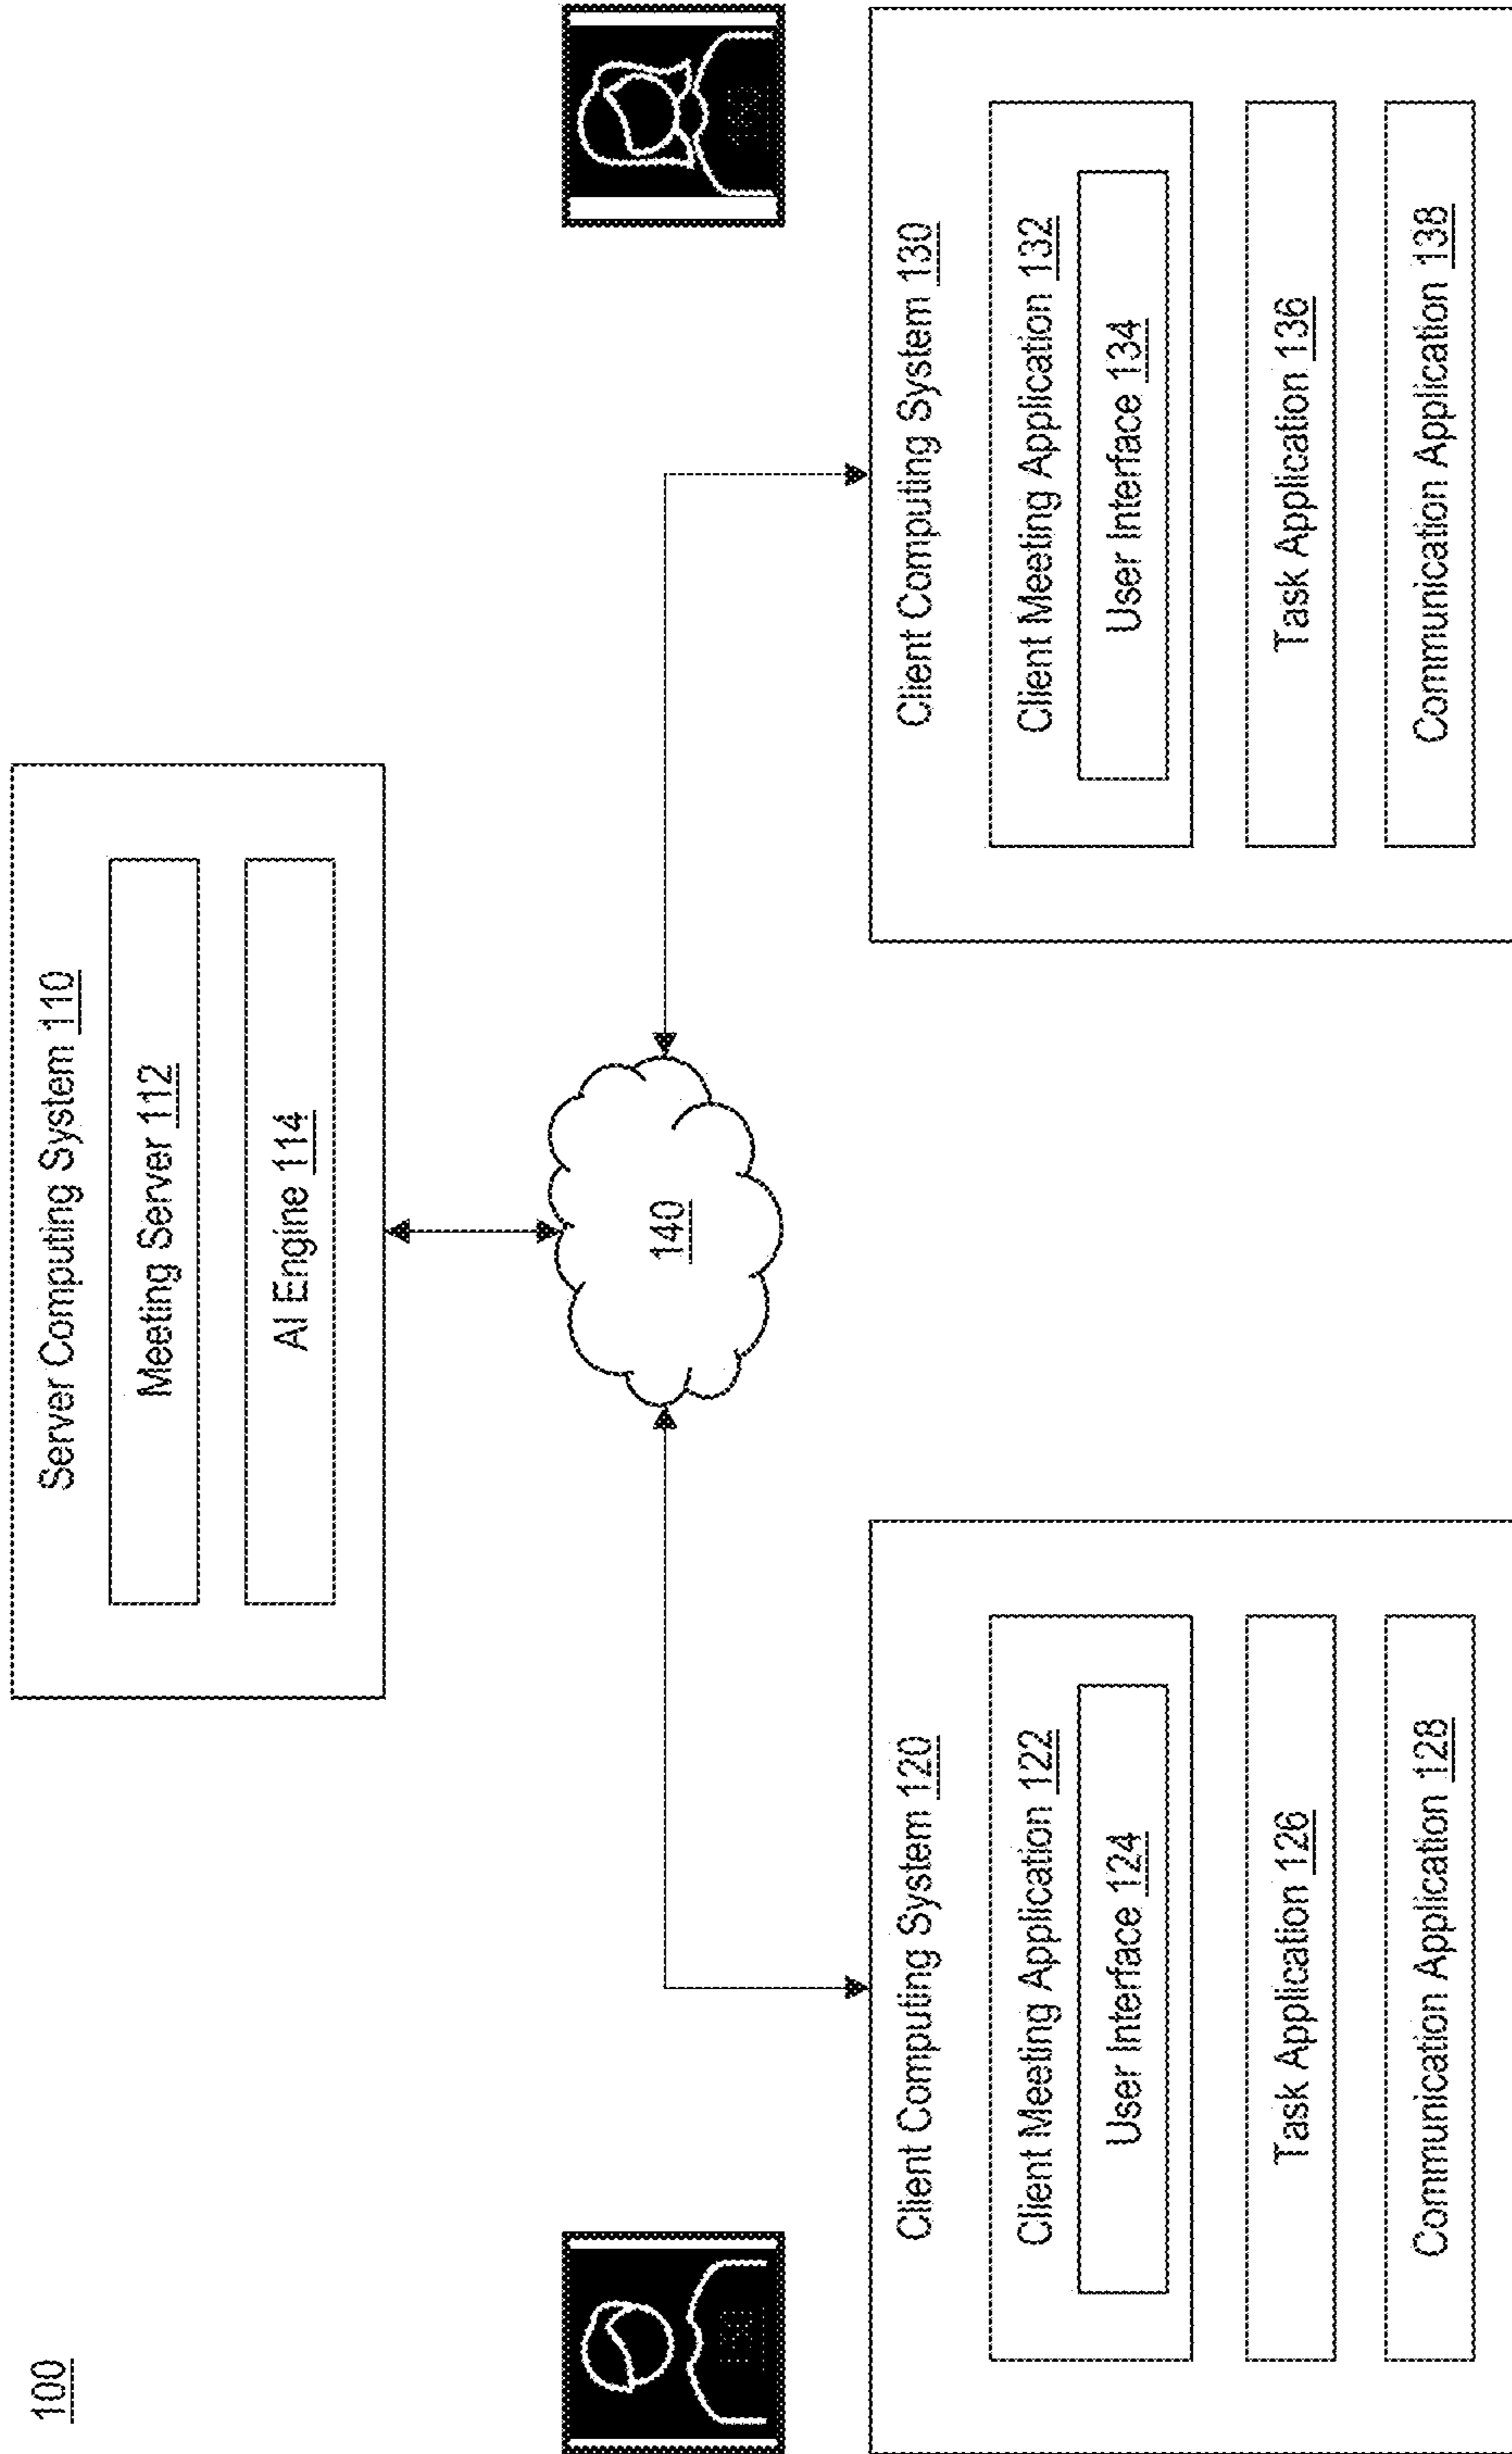 100
Server Computing System 110
Meeting Server 112
AI Engine 114
140
Client Computing System 120
Client Meeting Application 122
User Interface 124
Task Application 126
Communication Application 128
Client Computing System 130
Client Meeting Application 132
User Interface 134
Task Application 136
Communication Application 138